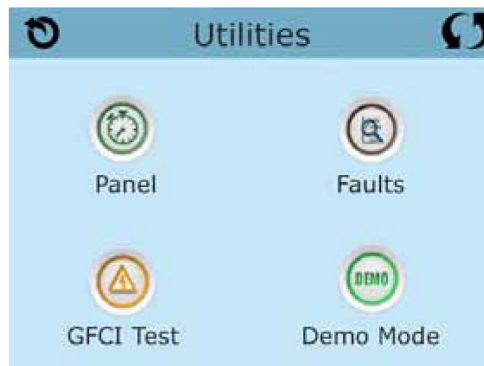 Utilities
Panel
Faults
GFCI Test
DEMO
Demo Mode